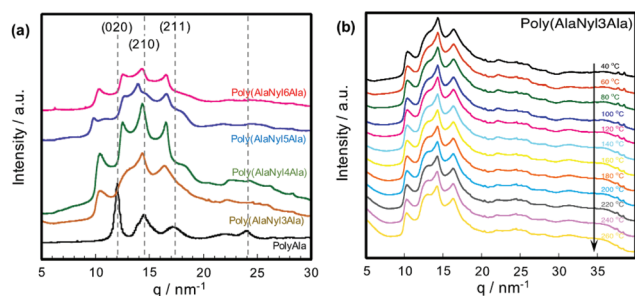 (a)
(020)
(211)
(210)
Poly(AlaNyl6Ala)
Poly(AlaNyl5Ala)
Poly(AlaNyl4Ala)
Poly(AlaNyl3Ala)
PolyAla
Intensity / a.u.
5 10 15 20 25 30
q / nm-1
(b)
Poly(AlaNyl3Ala)
40 °C
60 °C
80 °C
100 °C
120 °C
140 °C
180 °C
200 °C
220 °C
240 °C
Intensity / a.u.
5 10 15 20 25 30 35
q / nm-1